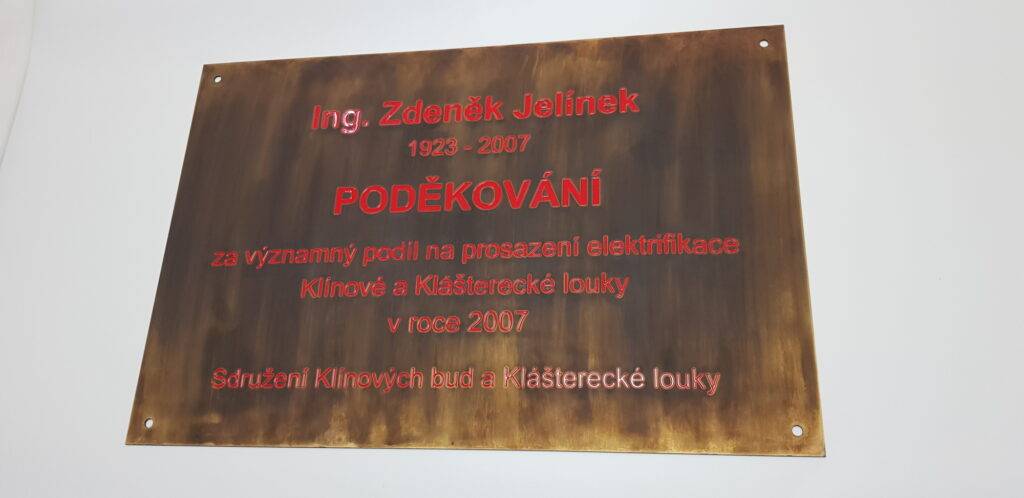 Ing. Zdeněk Jelínek
1923 - 2007
PODĚKOVÁNÍ
za významný podíl na prosazení elektrifikace
Klínové a Klášterecké louky
v roce 2007
Sdružení Klínových bud a Klášterecké louky